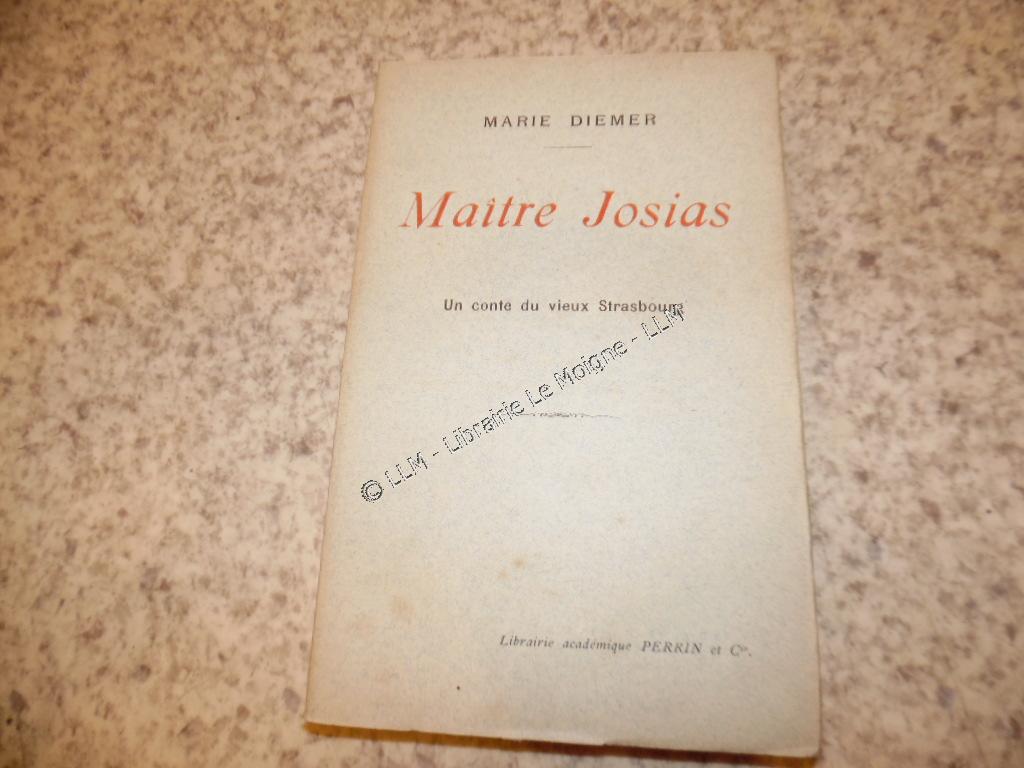 MARIE DIEMER
Maître Josias
Un conte du vieux Strasbourg
© LLM - Librairie Le Moigne - LLM
Librairie académique PERRIN et Cie.